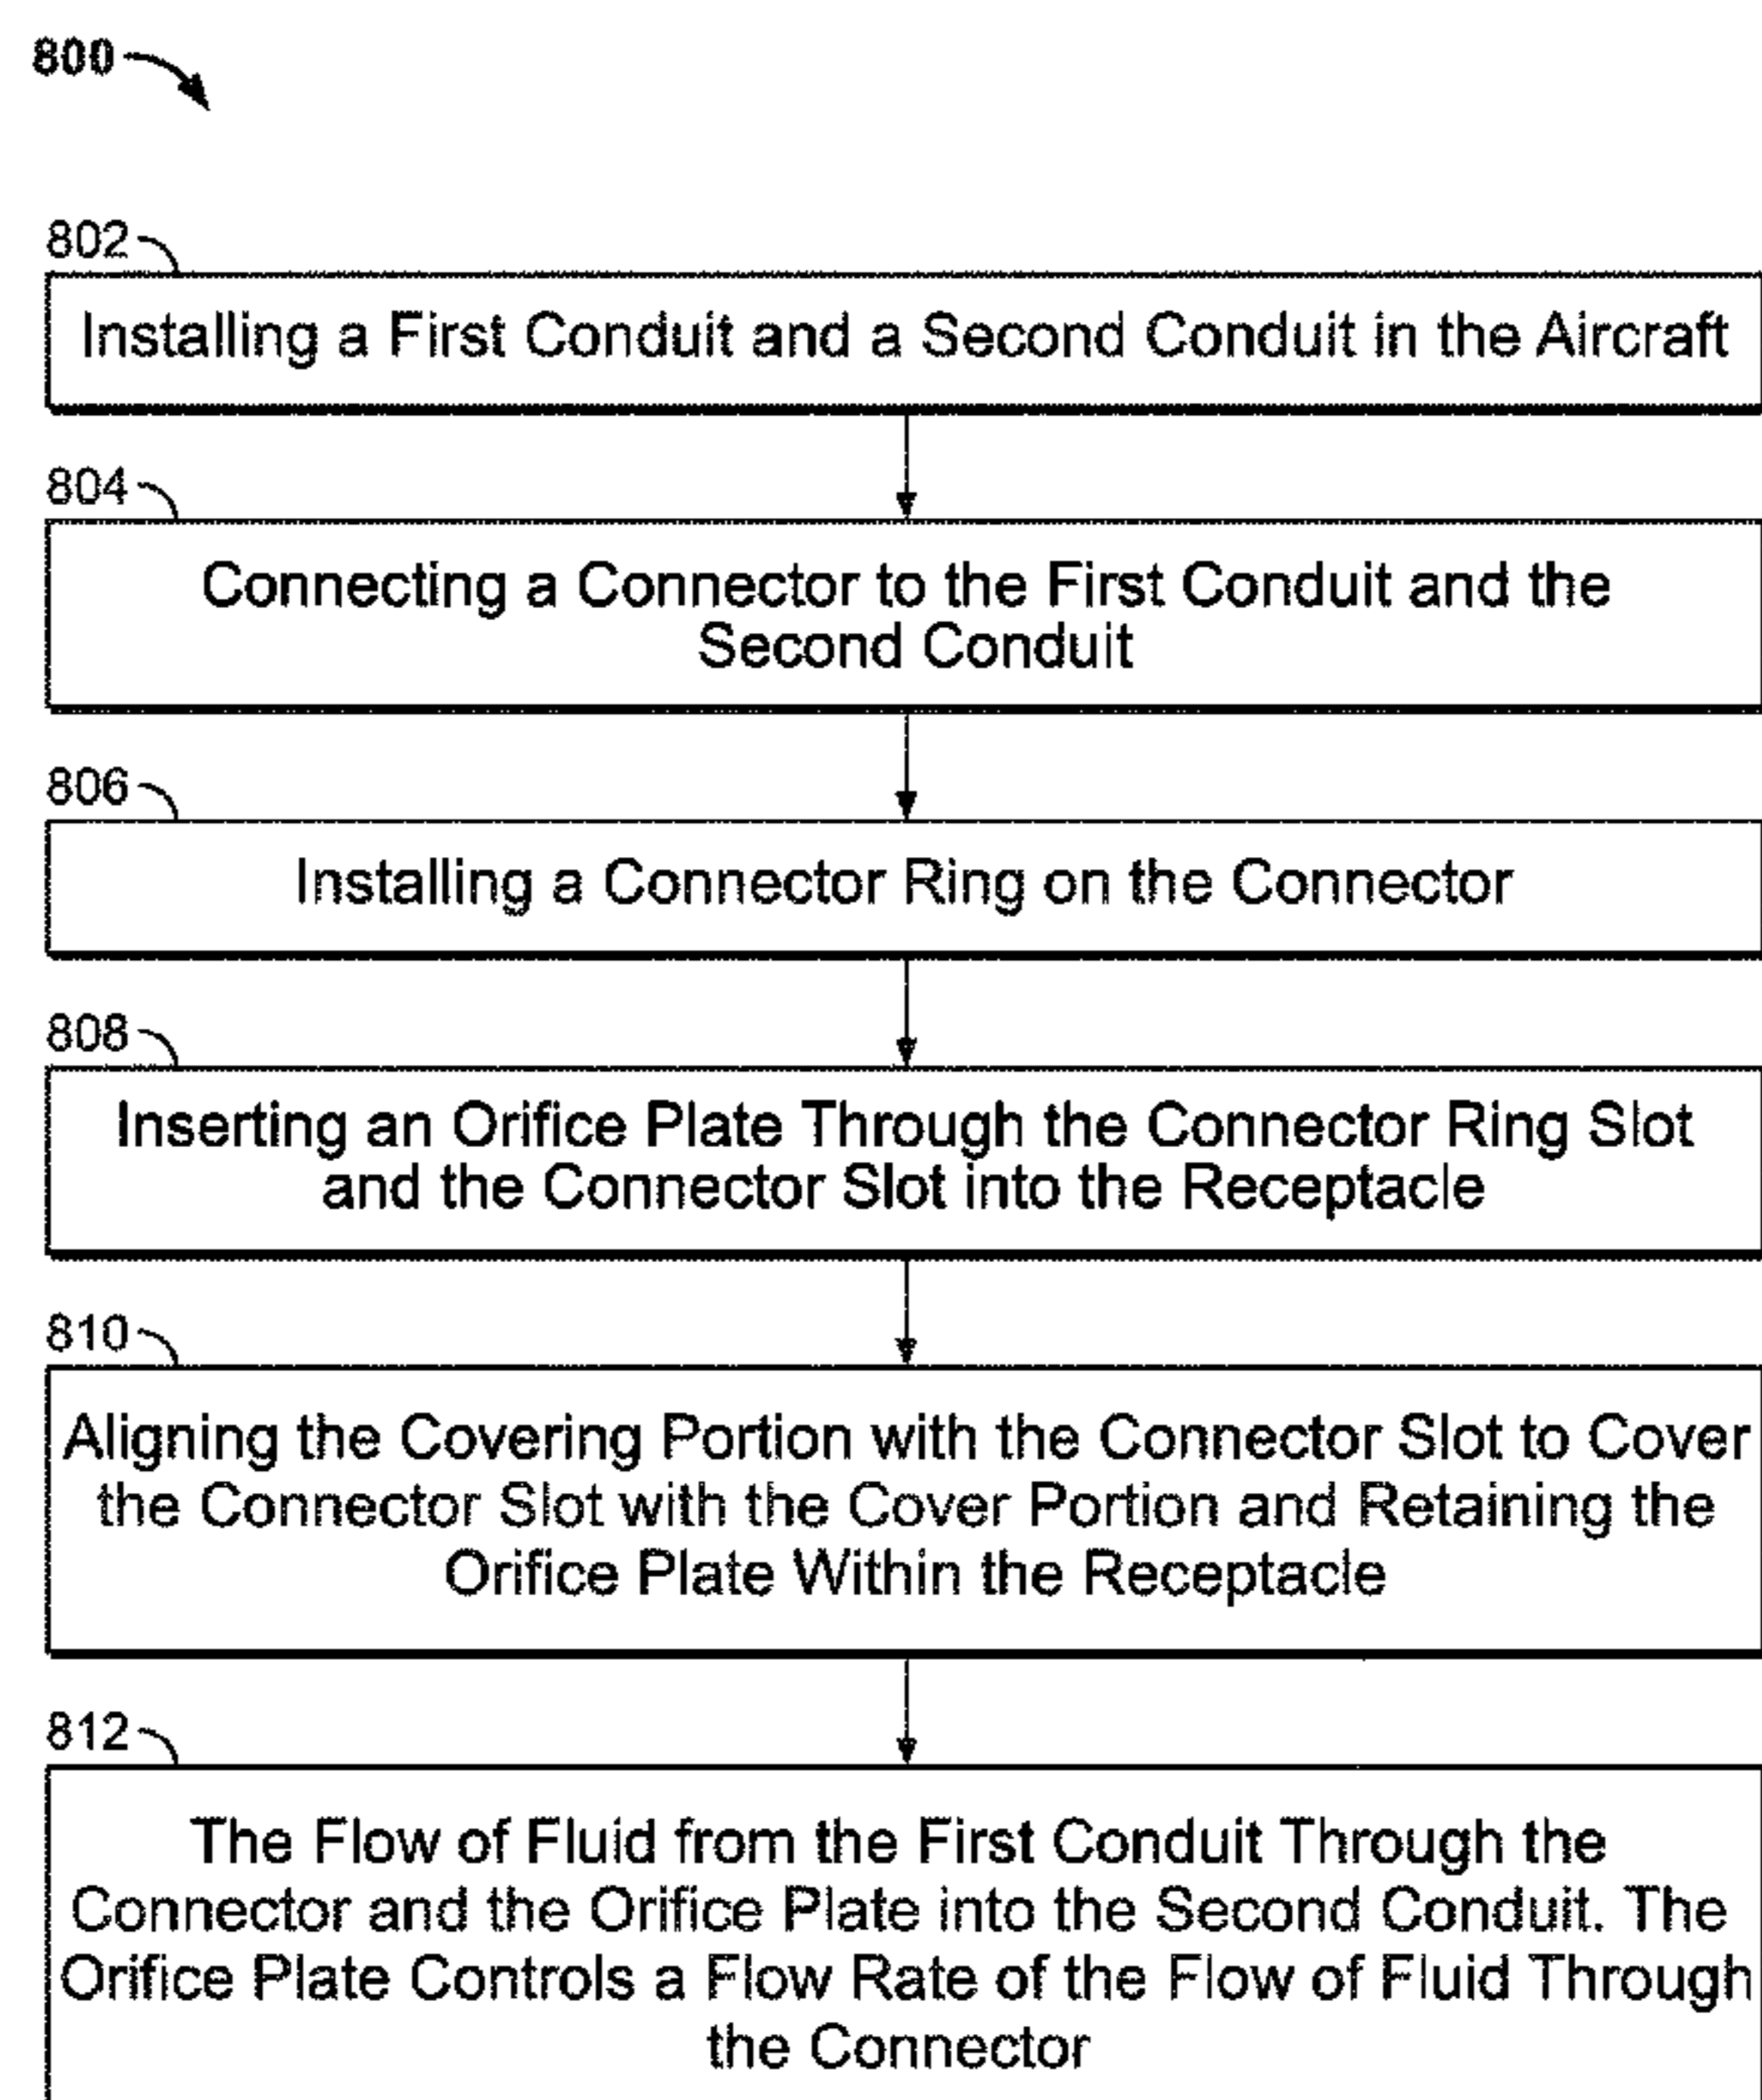 800
802
Installing a First Conduit and a Second Conduit in the Aircraft
804
Connecting a Connector to the First Conduit and the
Second Conduit
806
Installing a Connector Ring on the Connector
808
Inserting an Orifice Plate Through the Connector Ring Slot
and the Connector Slot into the Receptacle
810
Aligning the Covering Portion with the Connector Slot to Cover
the Connector Slot with the Cover Portion and Retaining the
Orifice Plate Within the Receptacle
812
The Flow of Fluid from the First Conduit Through the
Connector and the Orifice Plate into the Second Conduit. The
Orifice Plate Controls a Flow Rate of the Flow of Fluid Through
the Connector